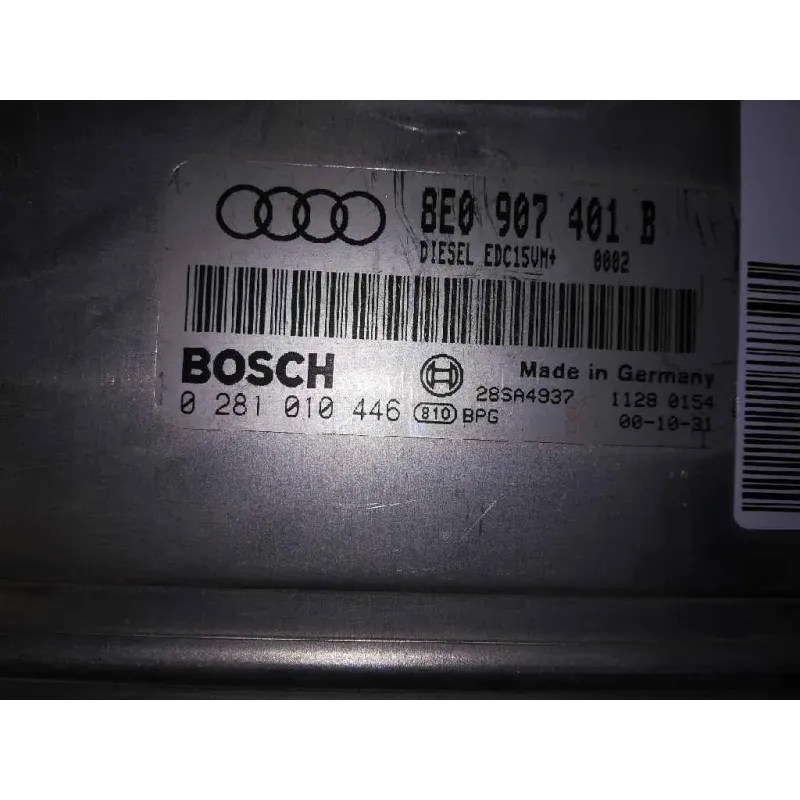 8E0 907 401 B
DIESEL EDC15VM+ 0002
BOSCH
Made in Germany
28SA4937 1128 0154
0 281 010 446 810 BPG 00-10-31